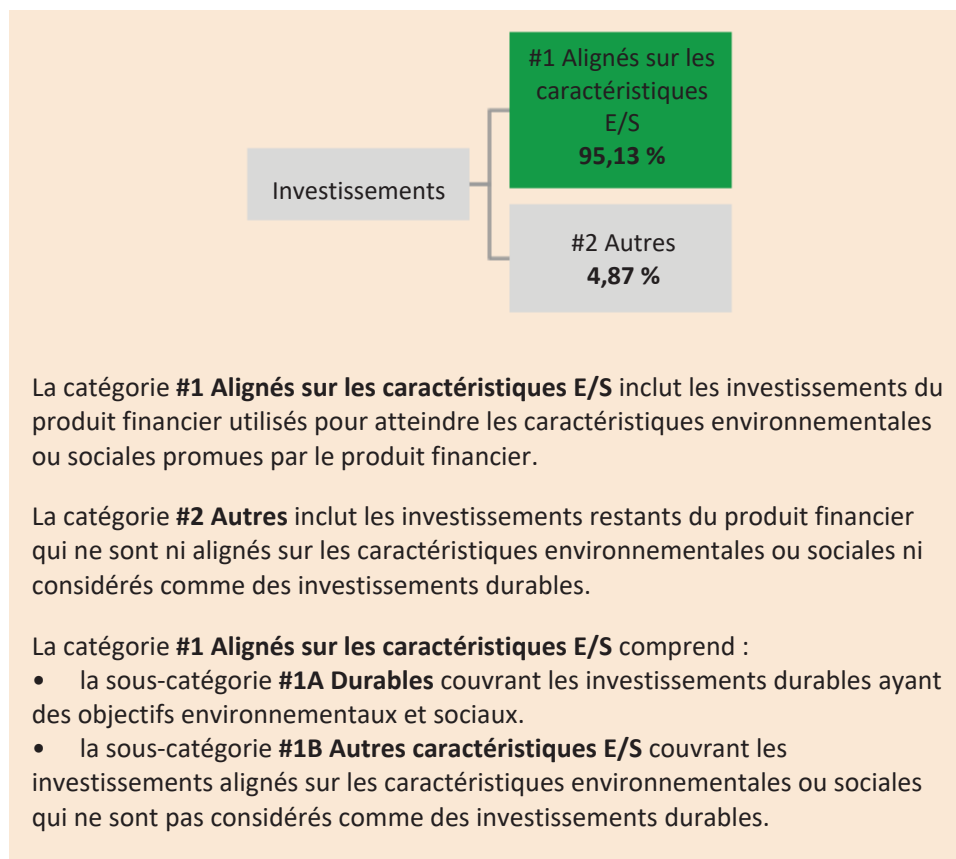 #1 Alignés sur les
caractéristiques
E/S
95,13 %
Investissements
#2 Autres
4,87 %
La catégorie #1 Alignés sur les caractéristiques E/S inclut les investissements du
produit financier utilisés pour atteindre les caractéristiques environnementales
ou sociales promues par le produit financier.
La catégorie #2 Autres inclut les investissements restants du produit financier
qui ne sont ni alignés sur les caractéristiques environnementales ou sociales ni
considérés comme des investissements durables.
La catégorie #1 Alignés sur les caractéristiques E/S comprend :
• la sous-catégorie #1A Durables couvrant les investissements durables ayant
des objectifs environnementaux et sociaux.
• la sous-catégorie #1B Autres caractéristiques E/S couvrant les
investissements alignés sur les caractéristiques environnementales ou sociales
qui ne sont pas considérés comme des investissements durables.